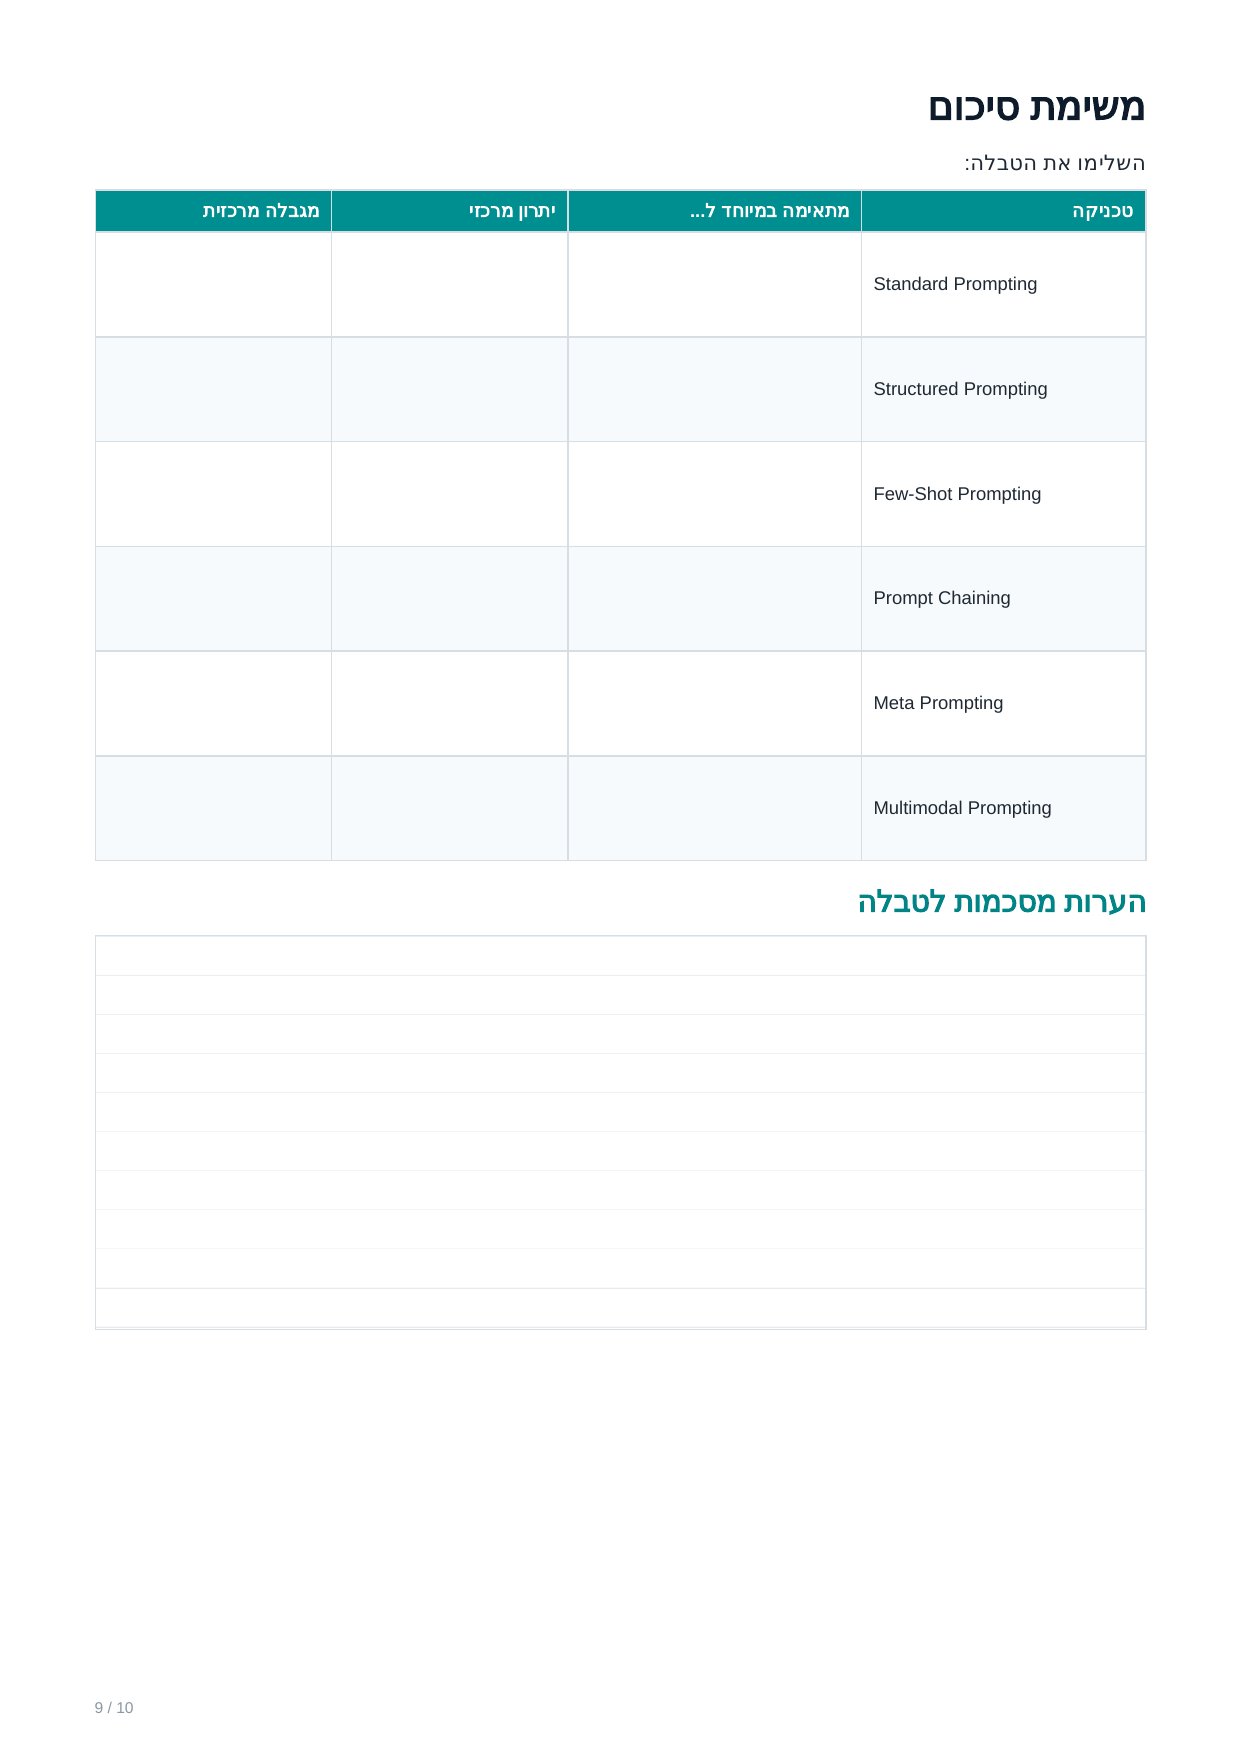 משימת סיכום
השלימו את הטבלה:
טכניקה מתאימה במיוחד ל... יתרון מרכזי מגבלה מרכזית
Standard Prompting
Structured Prompting
Few-Shot Prompting
Prompt Chaining
Meta Prompting
Multimodal Prompting
הערות מסכמות לטבלה
9 / 10